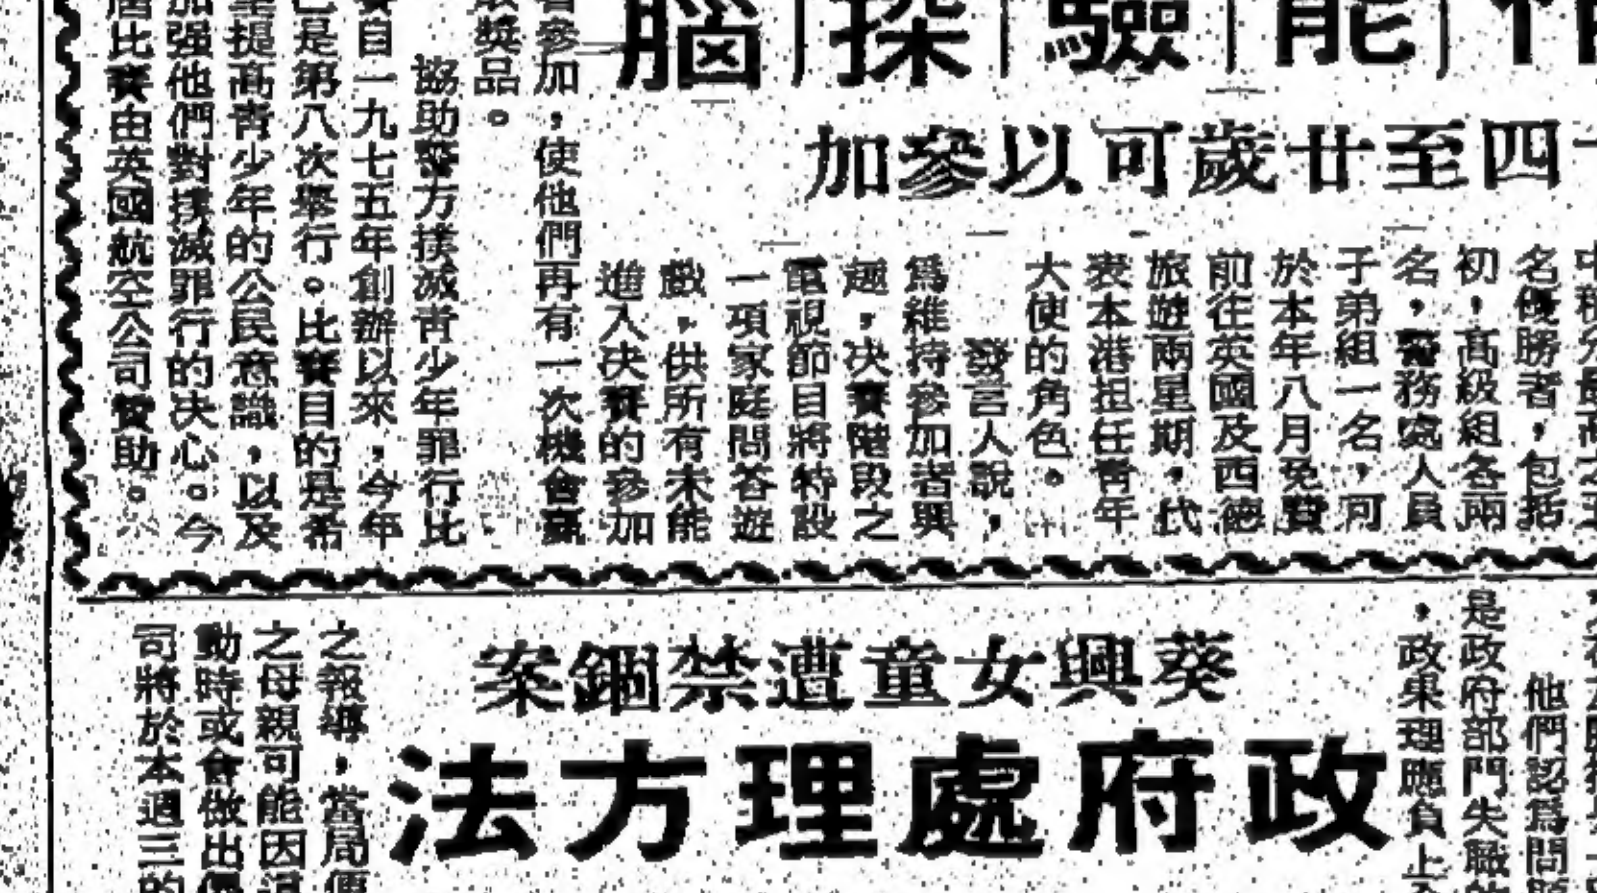 腦 探 驗 能
加參以可歲廿至四十
名優勝者，包括
初，高級組各兩
名，警務處人員
子弟組一名，可
於本年八月免費
前往英國及西德
旅遊兩星期，代
表本港担任青年
大使的角色。
發言人說，
爲維持參加者興
趣，决賽階段之
電視節目將特設
一項家庭問答遊
戲，供所有未能
進入决賽的參加
者參加，使他們再有一次機會贏
獎品。
協助警方撲滅青少年罪行比
賽自一九七五年創辦以來，今年
已是第八次舉行。比賽目的是希
望提高青少年的公民意識，以及
加强他們對撲滅罪行的决心。今
屆比賽由英國航空公司贊助。
葵興女童遭禁錮案
政府處理方法
他們認爲問
是政府部門失職
，政果理應負上
之報導，當局便
之母親可能因
動時或會做出
司將於本週三的